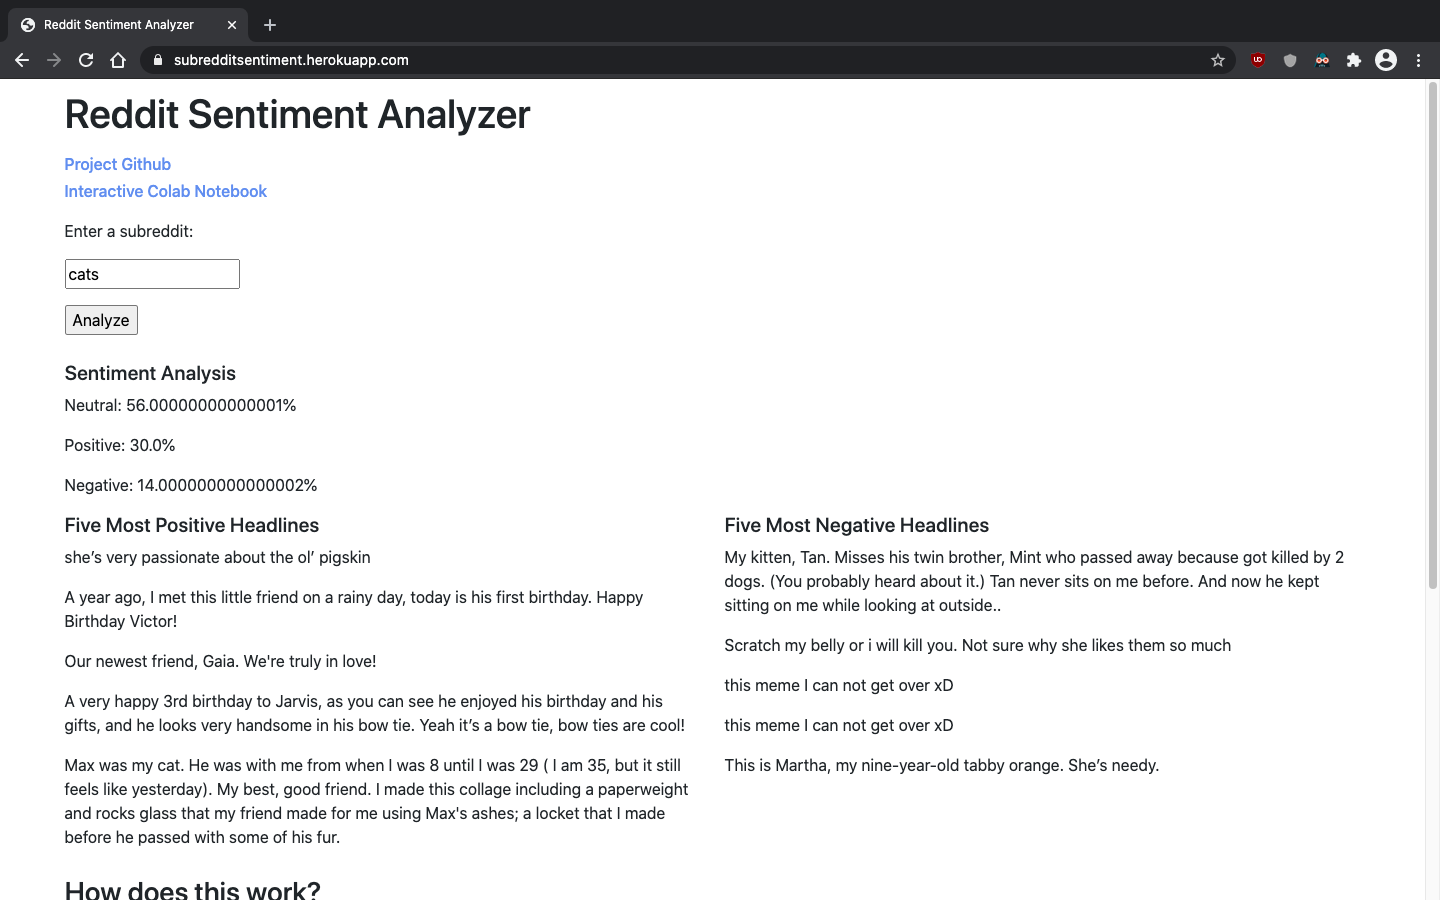 Reddit Sentiment Analyzer
subredditsentiment.herokuapp.com
Reddit Sentiment Analyzer
Project Github
Interactive Colab Notebook
Enter a subreddit:
cats
Analyze
Sentiment Analysis
Neutral: 56.00000000000001%
Positive: 30.0%
Negative: 14.000000000000002%
Five Most Positive Headlines
she’s very passionate about the ol’ pigskin
A year ago, I met this little friend on a rainy day, today is his first birthday. Happy
Birthday Victor!
Our newest friend, Gaia. We're truly in love!
A very happy 3rd birthday to Jarvis, as you can see he enjoyed his birthday and his
gifts, and he looks very handsome in his bow tie. Yeah it’s a bow tie, bow ties are cool!
Max was my cat. He was with me from when I was 8 until I was 29 ( I am 35, but it still
feels like yesterday). My best, good friend. I made this collage including a paperweight
and rocks glass that my friend made for me using Max's ashes; a locket that I made
before he passed with some of his fur.
Five Most Negative Headlines
My kitten, Tan. Misses his twin brother, Mint who passed away because got killed by 2
dogs. (You probably heard about it.) Tan never sits on me before. And now he kept
sitting on me while looking at outside..
Scratch my belly or i will kill you. Not sure why she likes them so much
this meme I can not get over xD
this meme I can not get over xD
This is Martha, my nine-year-old tabby orange. She’s needy.
How does this work?